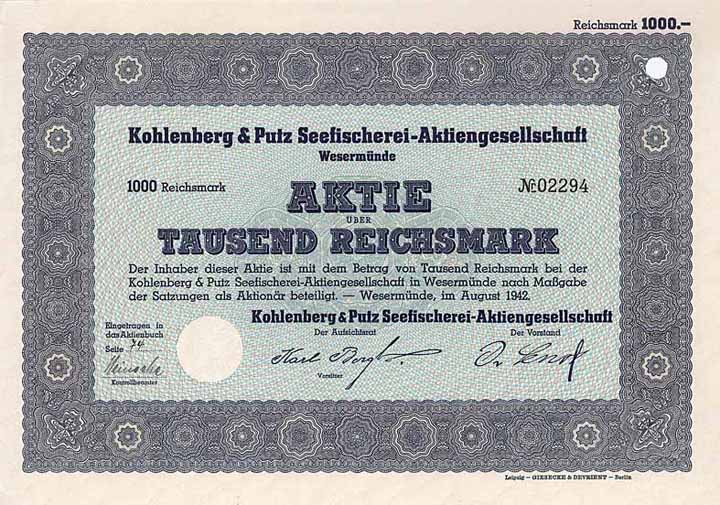 Reichsmark 1000.—
Kohlenberg & Putz Seefischerei-Aktiengesellschaft
Wesermünde
1000 Reichsmark
№ 02294
AKTIE
ÜBER
TAUSEND REICHSMARK
Der Inhaber dieser Aktie ist mit dem Betrag von Tausend Reichsmark bei der
Kohlenberg & Putz Seefischerei-Aktiengesellschaft in Wesermünde nach Maßgabe
der Satzungen als Aktionär beteiligt. — Wesermünde, im August 1942.
Kohlenberg & Putz Seefischerei-Aktiengesellschaft
Eingetragen in
das Aktienbuch
Seite 76
Kontrollbeamter
Der Aufsichtsrat
Karl
Vorsitzer
Der Vorstand
Leipzig — GIESECKE & DEVRIENT — Berlin